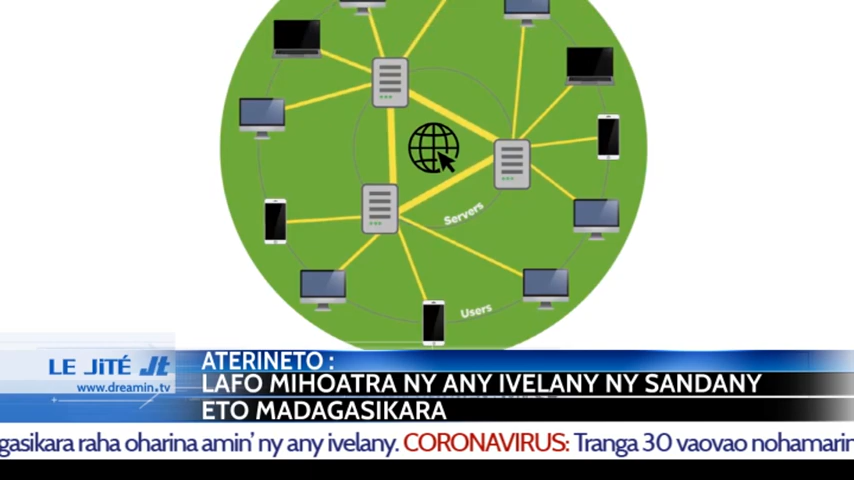 Servers
Users
LE JiTÉ Jt
www.dreamin.tv
ATERINETO :
LAFO MIHOATRA NY ANY IVELANY NY SANDANY
ETO MADAGASIKARA
gasikara raha oharina amin' ny any ivelany. CORONAVIRUS: Tranga 30 vaovao nohamarin